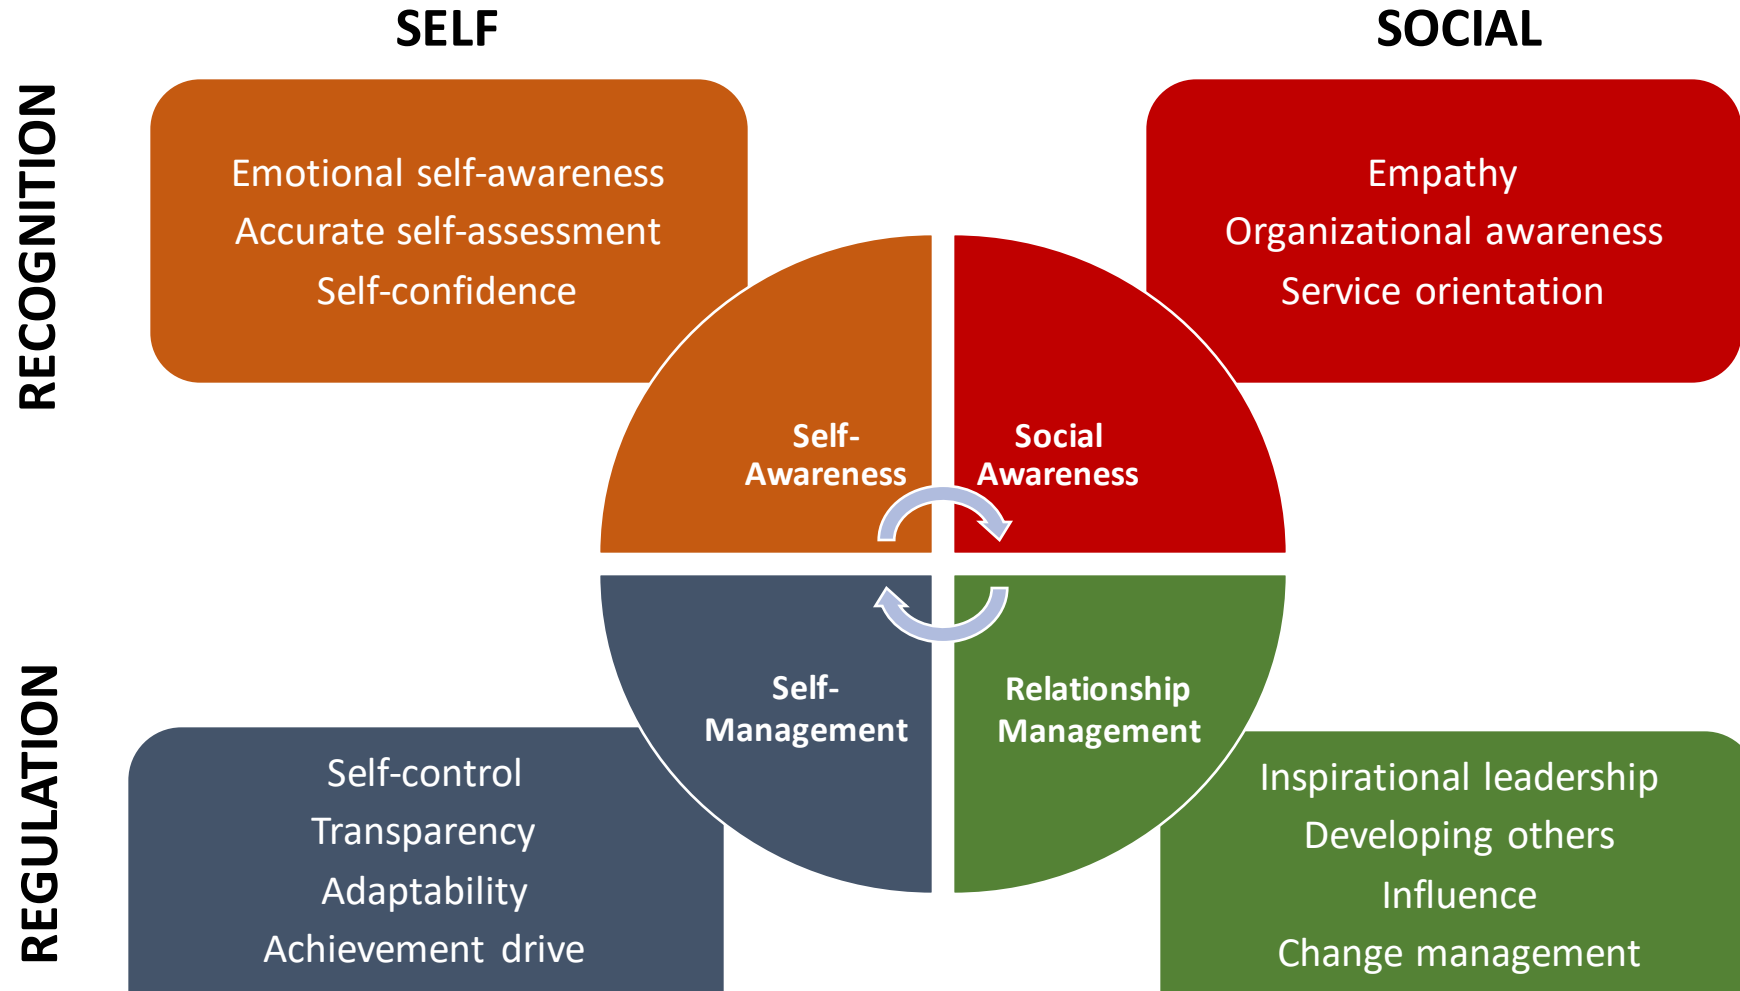 SELF
SOCIAL
RECOGNITION
Emotional self-awareness
Accurate self-assessment
Self-confidence
Empathy
Organizational awareness
Service orientation
Self-
Awareness
Social
Awareness
Self-
Management
Relationship
Management
REGULATION
Self-control
Transparency
Adaptability
Achievement drive
Inspirational leadership
Developing others
Influence
Change management